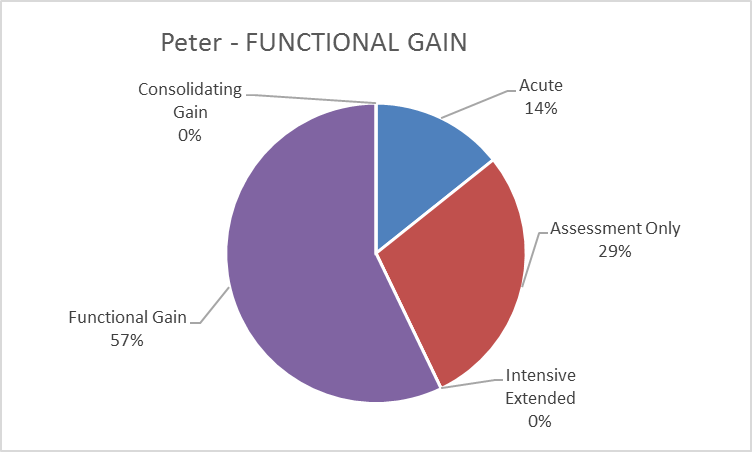 Peter - FUNCTIONAL GAIN
Consolidating
Gain
0%
Acute
14%
Assessment Only
29%
Functional Gain
57%
Intensive
Extended
0%